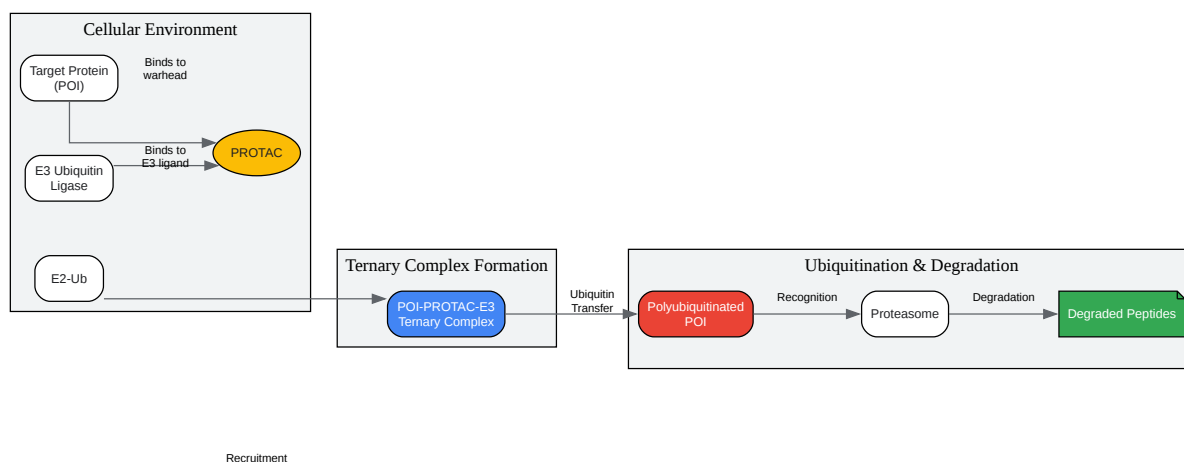 Cellular Environment
Target Protein
(POI)
Binds to
warhead
Binds to
E3 ligand
PROTAC
E3 Ubiquitin
Ligase
E2-Ub
Ternary Complex Formation
POI-PROTAC-E3
Ternary Complex
Ubiquitin
Transfer
Ubiquitination & Degradation
Polyubiquitinated
POI
Recognition
Proteasome
Degradation
Degraded Peptides
Recruitment